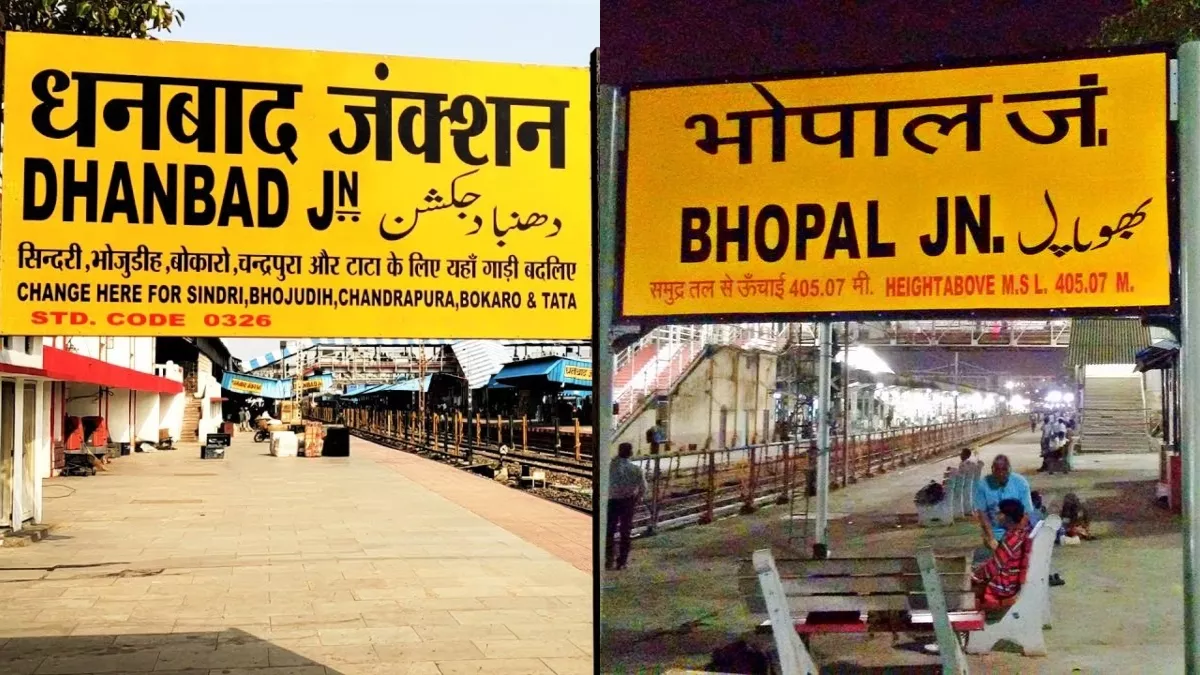 धनबाद जंक्शन
DHANBAD JN
دھنباد جکشن
सिन्दरी,भोजुडीह,बोकारो,चन्द्रपुरा और टाटा के लिए यहाँ गाड़ी बदलिए
CHANGE HERE FOR SINDRI,BHOJUDIH,CHANDRAPURA,BOKARO & TATA
STD. CODE 0326
भोपाल जं.
BHOPAL JN.
بھوپال
समुद्र तल से ऊँचाई 405.07 मी. HEIGHTABOVE M.S L. 405.07 M.